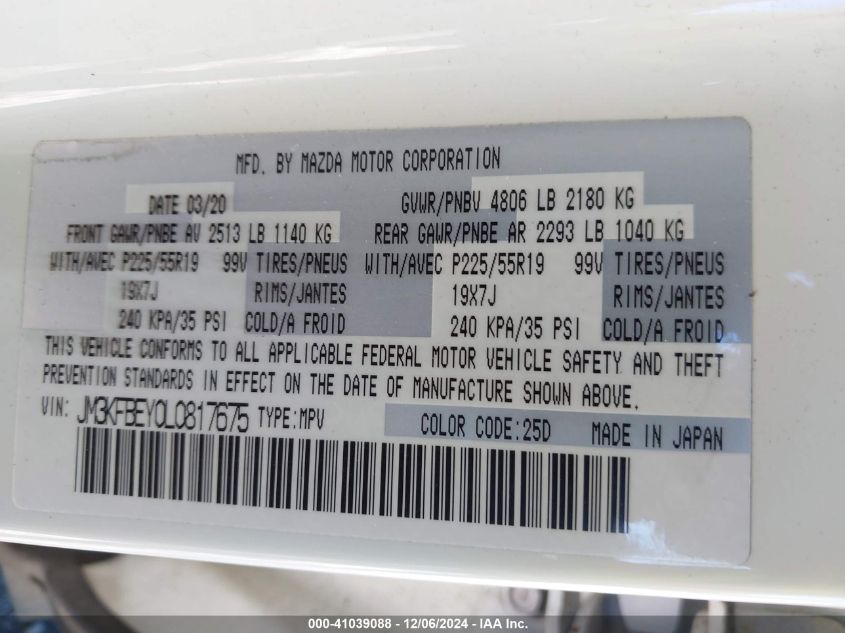 MFD. BY MAZDA MOTOR CORPORATION
DATE 03/20 GVWR/PNBV 4806 LB 2180 KG
FRONT GAWR/PNBE AV 2513 LB 1140 KG REAR GAWR/PNBE AR 2293 LB 1040 KG
WITH/AVEC P225/55R19 99V TIRES/PNEUS WITH/AVEC P225/55R19 99V TIRES/PNEUS
19X7J RIMS/JANTES 19X7J RIMS/JANTES
240 KPA/35 PSI COLD/A FROID 240 KPA/35 PSI COLD/A FROID
THIS VEHICLE CONFORMS TO ALL APPLICABLE FEDERAL MOTOR VEHICLE SAFETY AND THEFT
PREVENTION STANDARDS IN EFFECT ON THE DATE OF MANUFACTURE SHOWN ABOVE.
VIN: JM3KFBEY0L0817675 TYPE:MPV COLOR CODE:25D MADE IN JAPAN
000-41039088 - 12/06/2024 - IAA Inc.